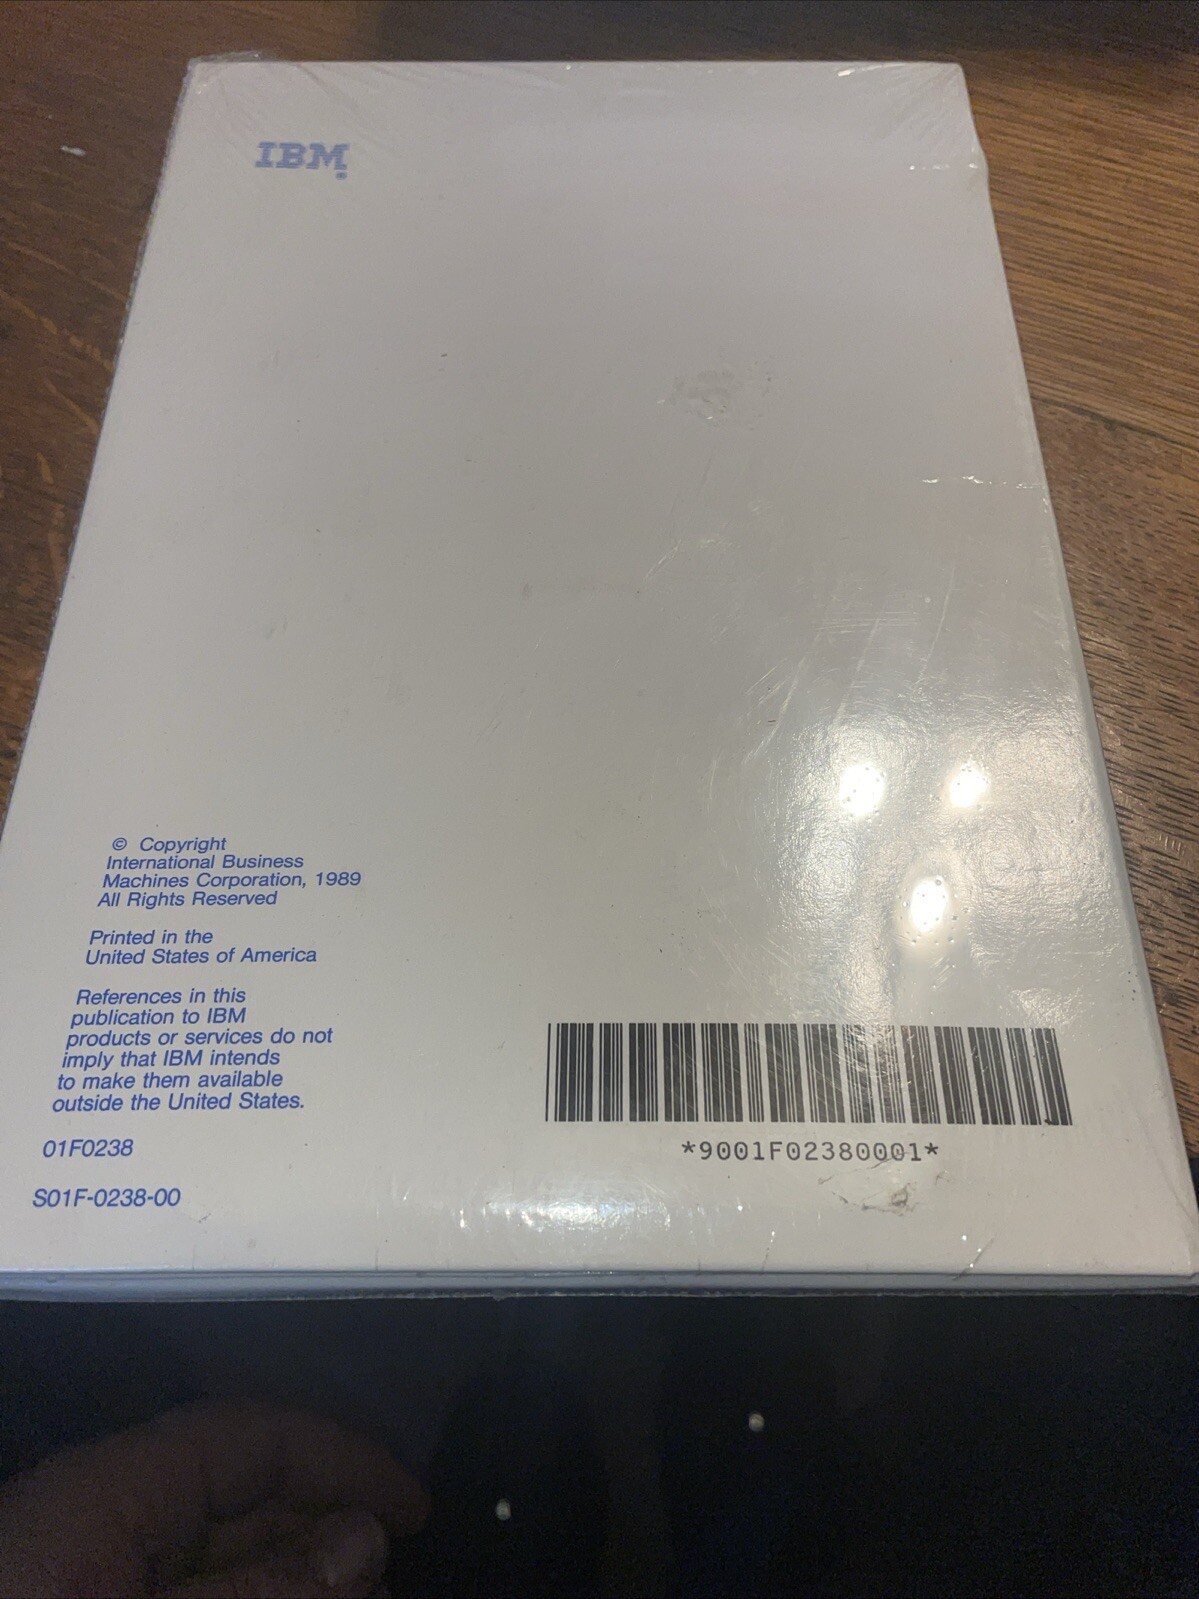 IBM®
© Copyright
International Business
Machines Corporation, 1989
All Rights Reserved
Printed in the
United States of America
References in this
publication to IBM
products or services do not
imply that IBM intends
to make them available
outside the United States.
01F0238
S01F-0238-00
*9001F02380001*